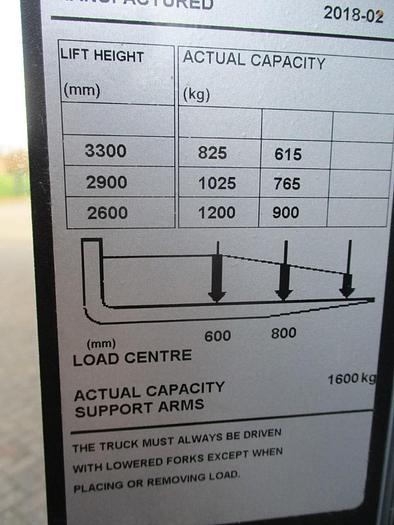 MANUFACTURED 2018-02
LIFT HEIGHT ACTUAL CAPACITY
(mm) (kg)
3300 825 615
2900 1025 765
2600 1200 900
(mm) 600 800
LOAD CENTRE
ACTUAL CAPACITY 1600 kg
SUPPORT ARMS
THE TRUCK MUST ALWAYS BE DRIVEN
WITH LOWERED FORKS EXCEPT WHEN
PLACING OR REMOVING LOAD.